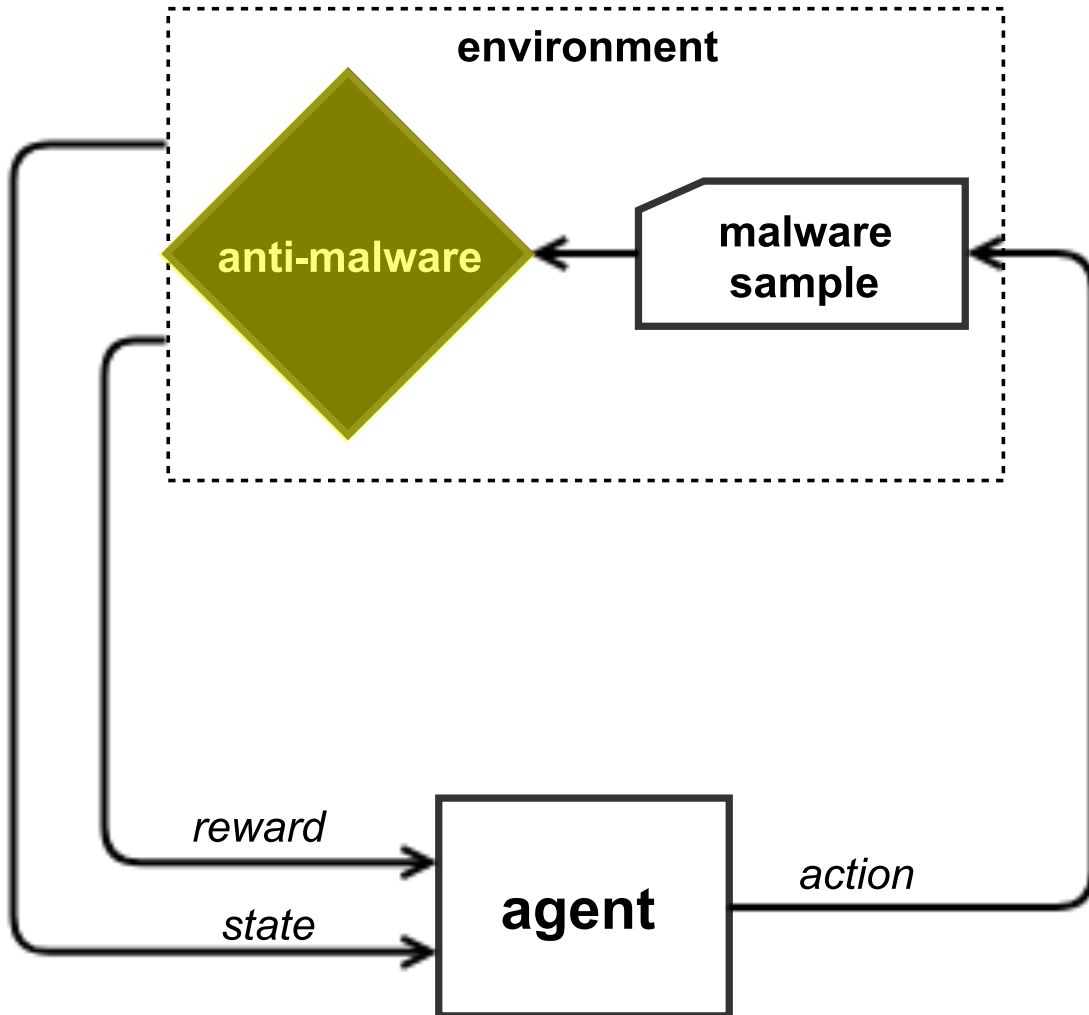 environment
anti-malware
malware
sample
reward
state
agent
action